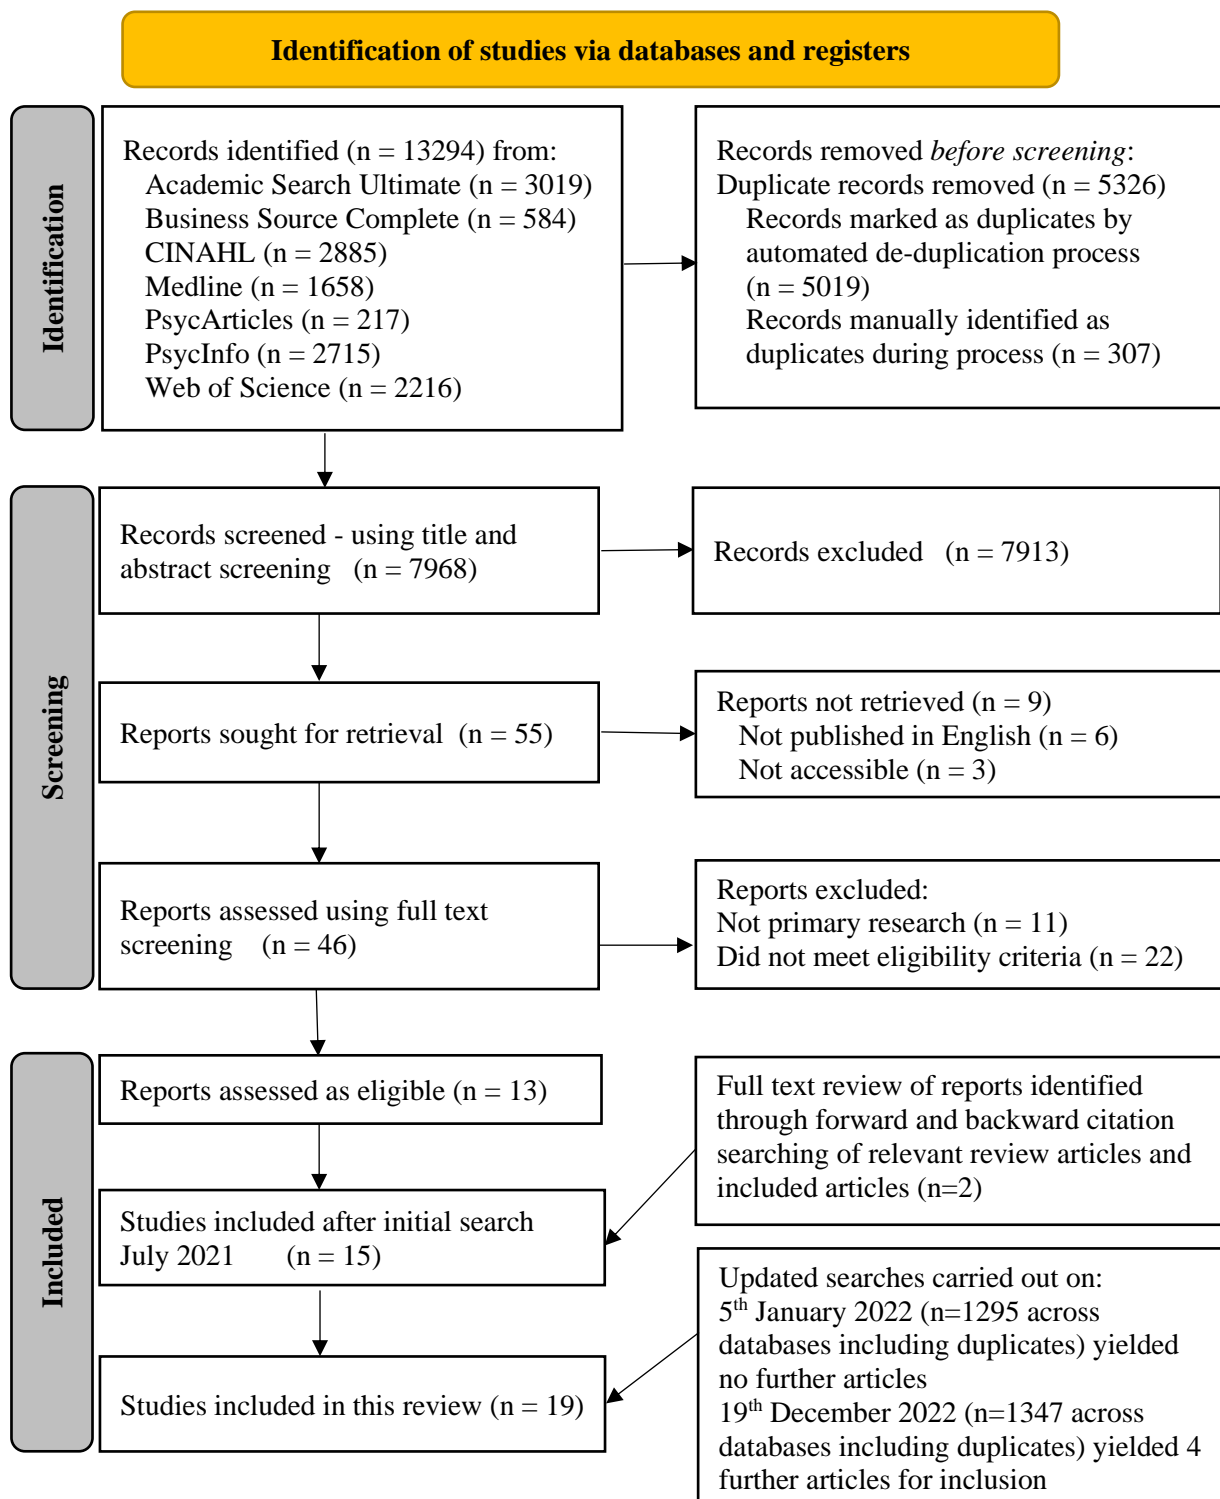 Identification of studies via databases and registers
Identification
Records identified (n = 13294) from:
Academic Search Ultimate (n = 3019)
Business Source Complete (n = 584)
CINAHL (n = 2885)
Medline (n = 1658)
PsycArticles (n = 217)
PsycInfo (n = 2715)
Web of Science (n = 2216)
Records removed before screening:
Duplicate records removed (n = 5326)
Records marked as duplicates by
automated de-duplication process
(n = 5019)
Records manually identified as
duplicates during process (n = 307)
Screening
Records screened - using title and
abstract screening (n = 7968)
Records excluded (n = 7913)
Reports sought for retrieval (n = 55)
Reports not retrieved (n = 9)
Not published in English (n = 6)
Not accessible (n = 3)
Reports assessed using full text
screening (n = 46)
Reports excluded:
Not primary research (n = 11)
Did not meet eligibility criteria (n = 22)
Included
Reports assessed as eligible (n = 13)
Full text review of reports identified
through forward and backward citation
searching of relevant review articles and
included articles (n=2)
Studies included after initial search
July 2021 (n = 15)
Updated searches carried out on:
5th January 2022 (n=1295 across
databases including duplicates) yielded
no further articles
19th December 2022 (n=1347 across
databases including duplicates) yielded 4
further articles for inclusion
Studies included in this review (n = 19)